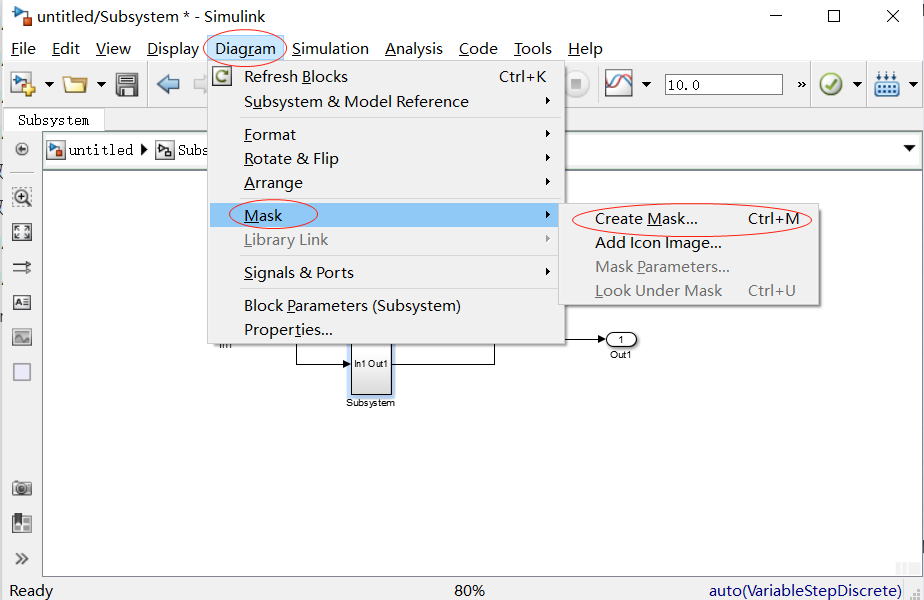 untitled/Subsystem * - Simulink
File Edit View Display Diagram Simulation Analysis Code Tools Help
Refresh Blocks Ctrl+K
10.0 »
Subsystem & Model Reference
Subsystem
Format
untitled Subs
Rotate & Flip
Arrange
Mask
Create Mask... Ctrl+M
Library Link
Add Icon Image...
Mask Parameters...
Signals & Ports
Look Under Mask Ctrl+U
Block Parameters (Subsystem)
Properties...
1
Out1
In1 Out1
Subsystem
Ready 80% auto(VariableStepDiscrete)